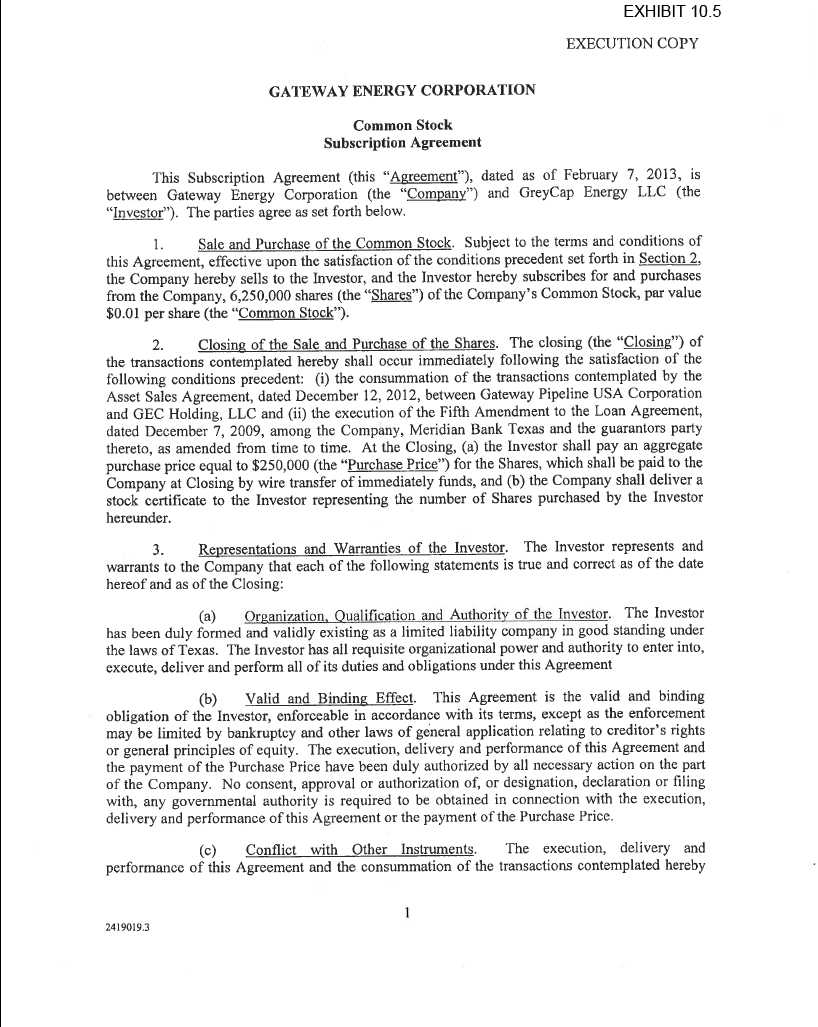 EXHIBIT 10.5
EXECUTION COPY
GATEWAY ENERGY CORPORATION
Common Stock
Subscription Agreement
This Subscription Agreement (this “Agreement”), dated as of February 7, 2013, is
between Gateway Energy Corporation (the “Company”) and GreyCap Energy LLC (the
“Investor”). The parties agree as set forth below.
1. Sale and Purchase of the Common Stock. Subject to the terms and conditions of
this Agreement, effective upon the satisfaction of the conditions precedent set forth in Section 2,
the Company hereby sells to the Investor, and the Investor hereby subscribes for and purchases
from the Company, 6,250,000 shares (the “Shares”) of the Company’s Common Stock, par value
$0.01 per share (the “Common Stock”).
2. Closing of the Sale and Purchase of the Shares. The closing (the “Closing”) of
the transactions contemplated hereby shall occur immediately following the satisfaction of the
following conditions precedent: (i) the consummation of the transactions contemplated by the
Asset Sales Agreement, dated December 12, 2012, between Gateway Pipeline USA Corporation
and GEC Holding, LLC and (ii) the execution of the Fifth Amendment to the Loan Agreement,
dated December 7, 2009, among the Company, Meridian Bank Texas and the guarantors party
thereto, as amended from time to time. At the Closing, (a) the Investor shall pay an aggregate
purchase price equal to $250,000 (the “Purchase Price”) for the Shares, which shall be paid to the
Company at Closing by wire transfer of immediately funds, and (b) the Company shall deliver a
stock certificate to the Investor representing the number of Shares purchased by the Investor
hereunder.
3. Representations and Warranties of the Investor. The Investor represents and
warrants to the Company that each of the following statements is true and correct as of the date
hereof and as of the Closing:
(a) Organization, Qualification and Authority of the Investor. The Investor
has been duly formed and validly existing as a limited liability company in good standing under
the laws of Texas. The Investor has all requisite organizational power and authority to enter into,
execute, deliver and perform all of its duties and obligations under this Agreement
(b) Valid and Binding Effect. This Agreement is the valid and binding
obligation of the Investor, enforceable in accordance with its terms, except as the enforcement
may be limited by bankruptcy and other laws of general application relating to creditor’s rights
or general principles of equity. The execution, delivery and performance of this Agreement and
the payment of the Purchase Price have been duly authorized by all necessary action on the part
of the Company. No consent, approval or authorization of, or designation, declaration or filing
with, any governmental authority is required to be obtained in connection with the execution,
delivery and performance of this Agreement or the payment of the Purchase Price.
(c) Conflict with Other Instruments. The execution, delivery and
performance of this Agreement and the consummation of the transactions contemplated hereby
1
2419019.3